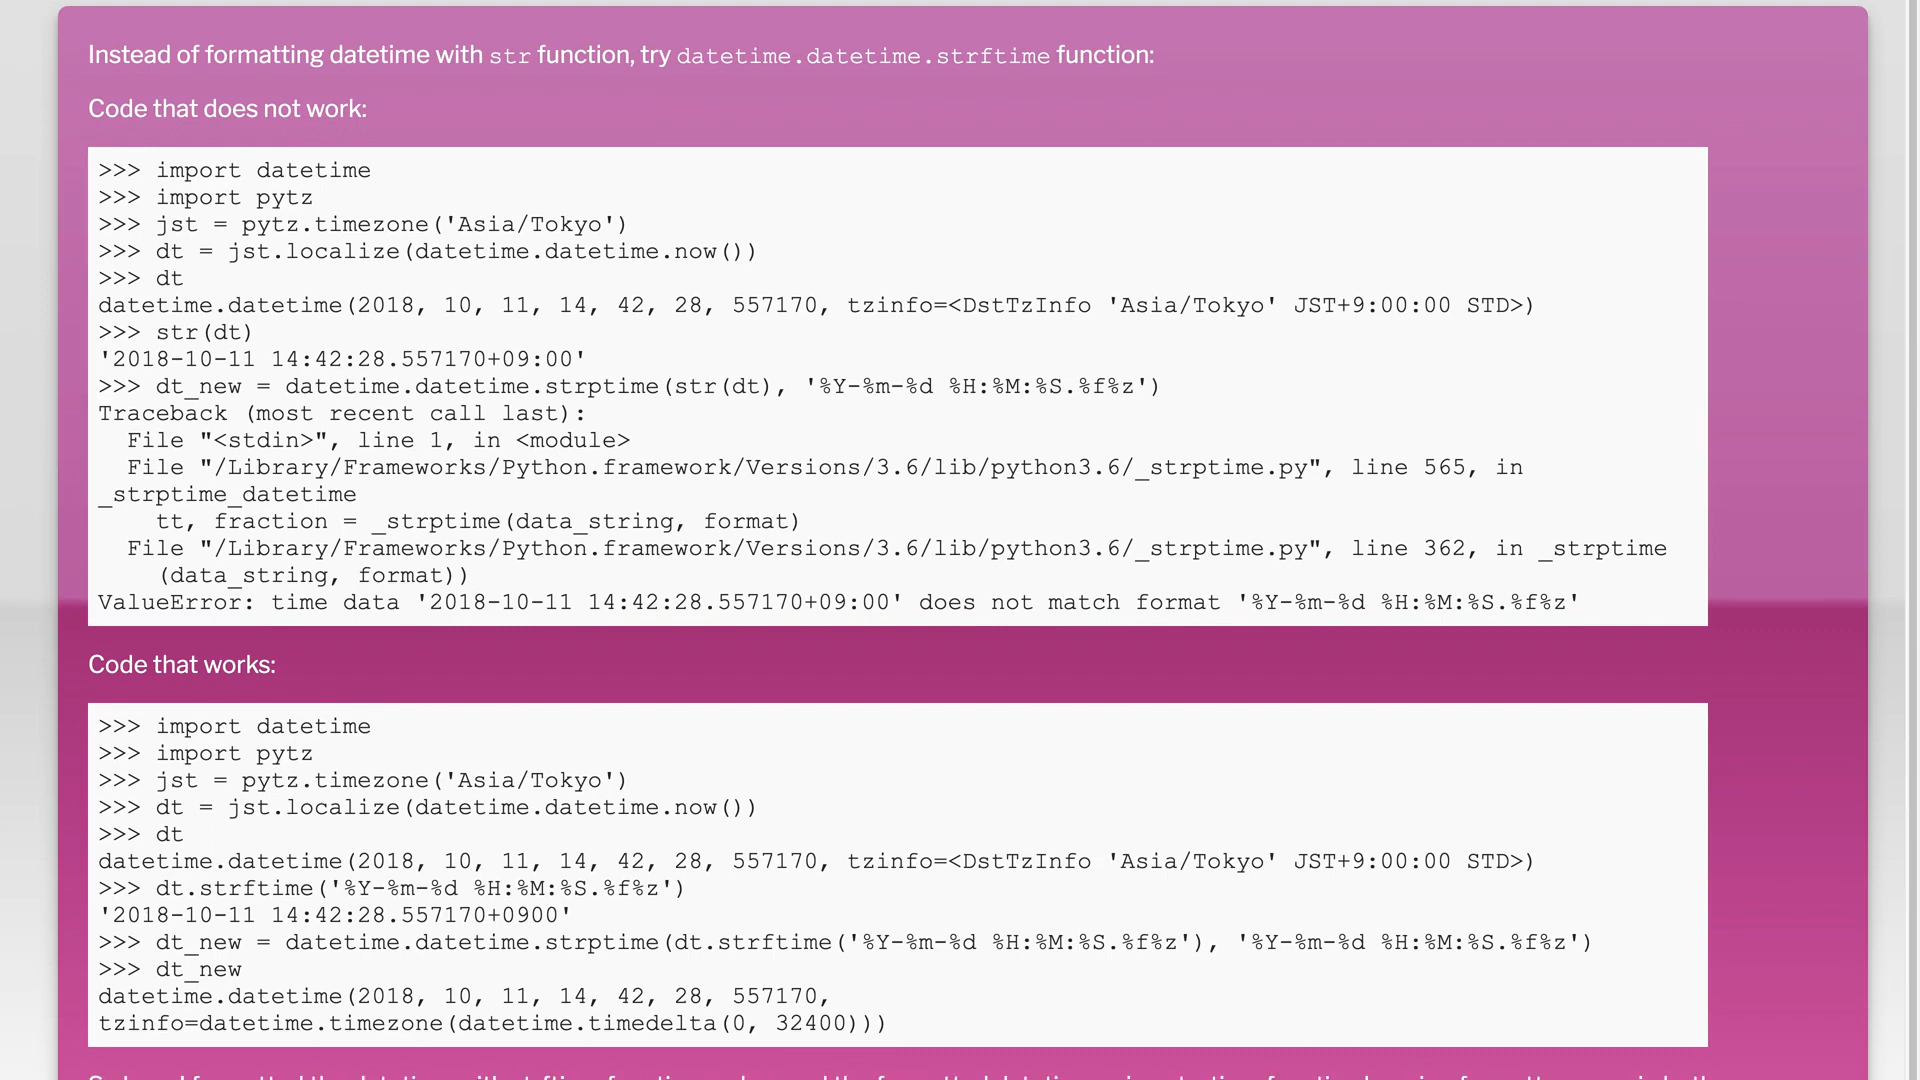 Instead of formatting datetime with str function, try datetime.datetime.strftime function:
Code that does not work:
>>> import datetime
>>> import pytz
>>> jst = pytz.timezone('Asia/Tokyo')
>>> dt = jst.localize(datetime.datetime.now())
>>> dt
datetime.datetime(2018, 10, 11, 14, 42, 28, 557170, tzinfo=<DstTzInfo 'Asia/Tokyo' JST+9:00:00 STD>)
>>> str(dt)
'2018-10-11 14:42:28.557170+09:00'
>>> dt_new = datetime.datetime.strptime(str(dt), '%Y-%m-%d %H:%M:%S.%f%z')
Traceback (most recent call last):
  File "<stdin>", line 1, in <module>
  File "/Library/Frameworks/Python.framework/Versions/3.6/lib/python3.6/_strptime.py", line 565, in
_strptime_datetime
    tt, fraction = _strptime(data_string, format)
  File "/Library/Frameworks/Python.framework/Versions/3.6/lib/python3.6/_strptime.py", line 362, in _strptime
    (data_string, format))
ValueError: time data '2018-10-11 14:42:28.557170+09:00' does not match format '%Y-%m-%d %H:%M:%S.%f%z'
Code that works:
>>> import datetime
>>> import pytz
>>> jst = pytz.timezone('Asia/Tokyo')
>>> dt = jst.localize(datetime.datetime.now())
>>> dt
datetime.datetime(2018, 10, 11, 14, 42, 28, 557170, tzinfo=<DstTzInfo 'Asia/Tokyo' JST+9:00:00 STD>)
>>> dt.strftime('%Y-%m-%d %H:%M:%S.%f%z')
'2018-10-11 14:42:28.557170+0900'
>>> dt_new = datetime.datetime.strptime(dt.strftime('%Y-%m-%d %H:%M:%S.%f%z'), '%Y-%m-%d %H:%M:%S.%f%z')
>>> dt_new
datetime.datetime(2018, 10, 11, 14, 42, 28, 557170,
tzinfo=datetime.timezone(datetime.timedelta(0, 32400)))